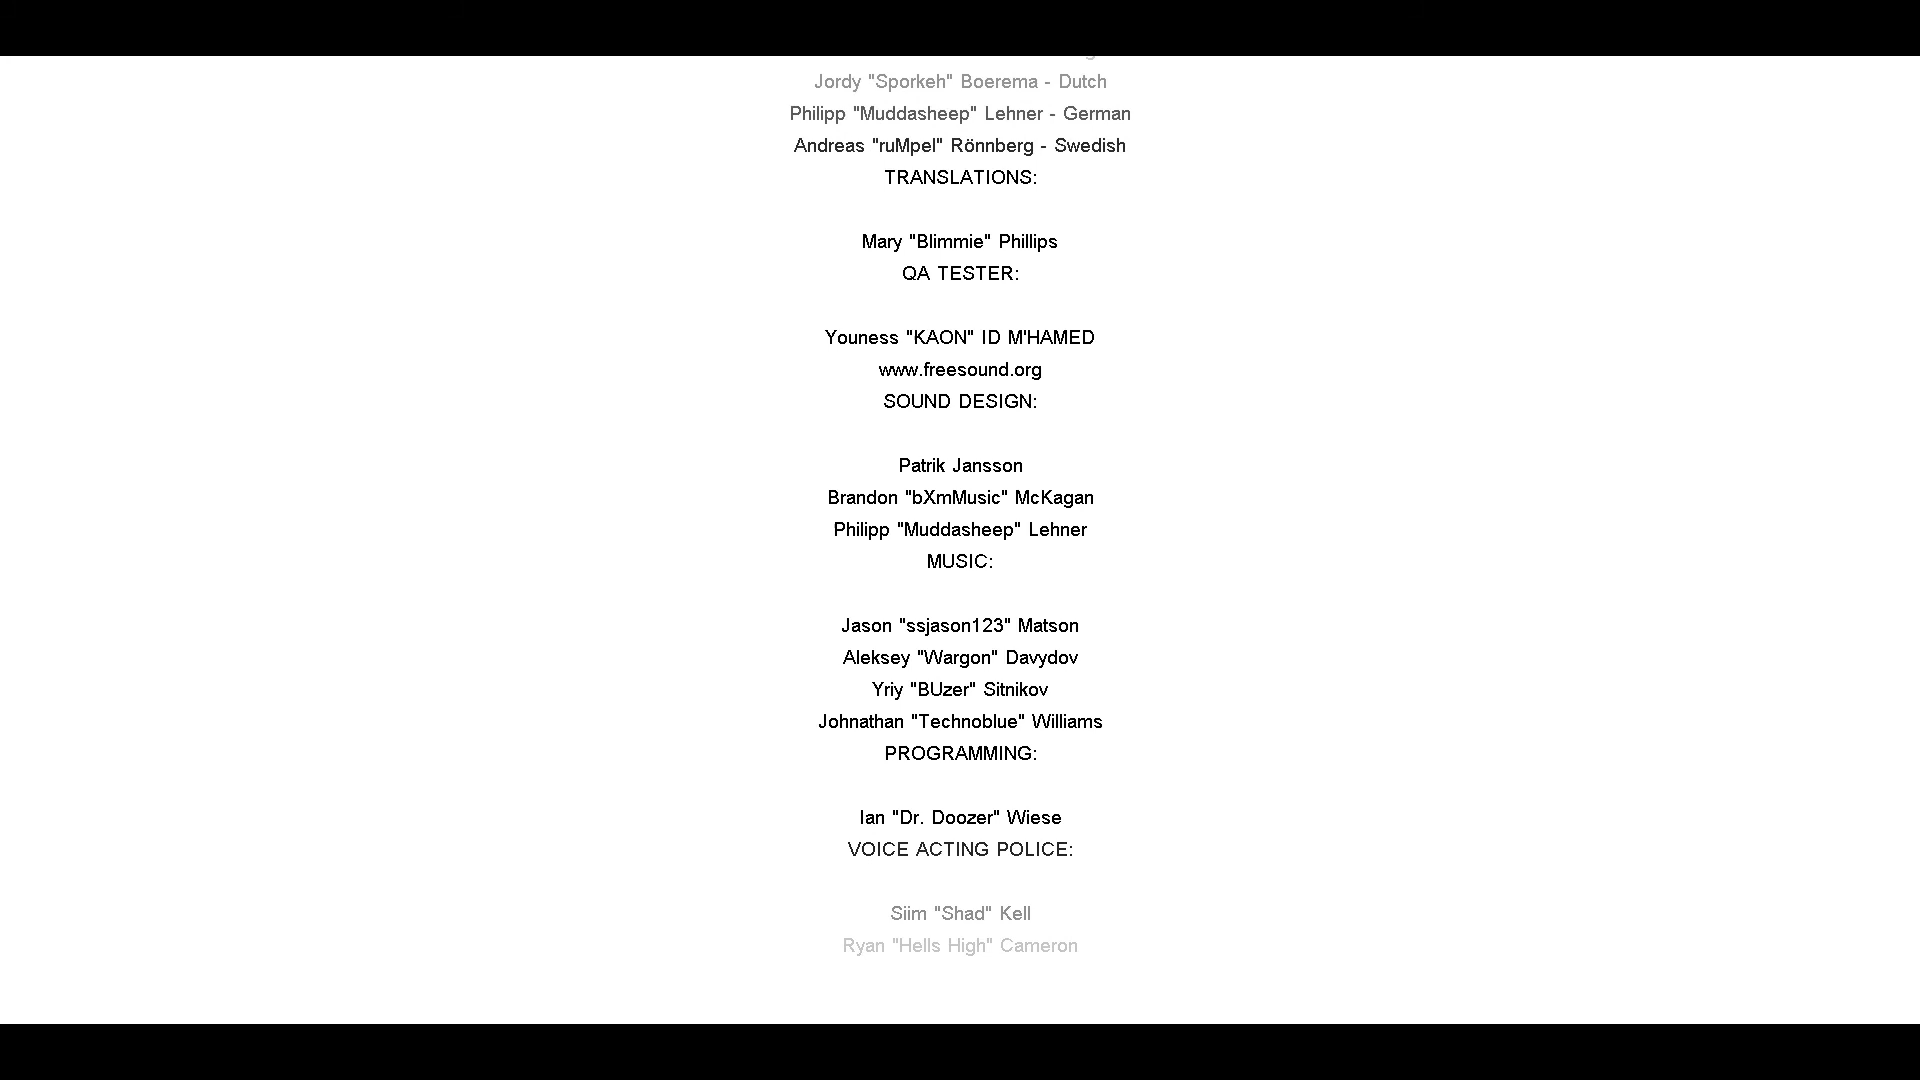 Jordy "Sporkeh" Boerema - Dutch
Philipp "Muddasheep" Lehner - German
Andreas "ruMpel" Rönnberg - Swedish
TRANSLATIONS:
Mary "Blimmie" Phillips
QA TESTER:
Youness "KAON" ID M'HAMED
www.freesound.org
SOUND DESIGN:
Patrik Jansson
Brandon "bXmMusic" McKagan
Philipp "Muddasheep" Lehner
MUSIC:
Jason "ssjason123" Matson
Aleksey "Wargon" Davydov
Yriy "BUzer" Sitnikov
Johnathan "Technoblue" Williams
PROGRAMMING:
Ian "Dr. Doozer" Wiese
VOICE ACTING POLICE:
Siim "Shad" Kell
Ryan "Hells High" Cameron